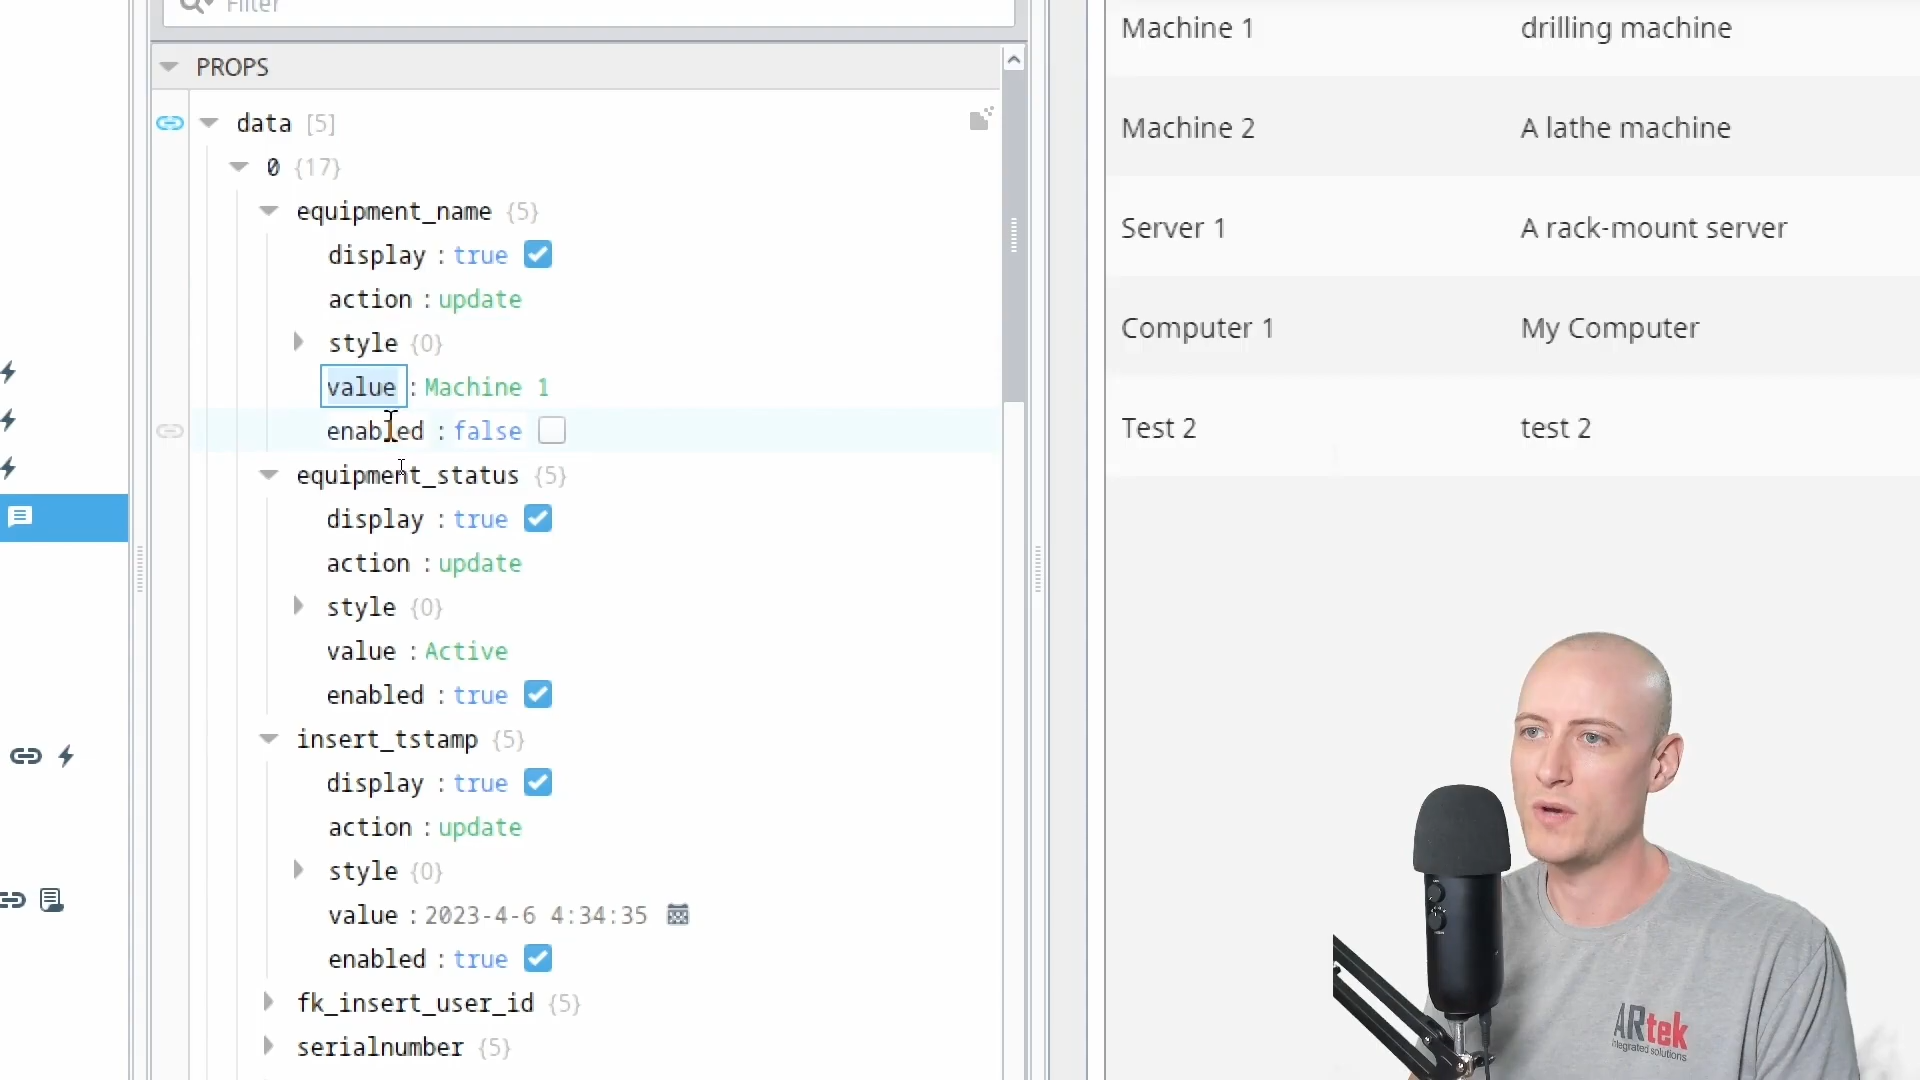 Filter
PROPS
data [5]
0 {17}
equipment_name {5}
display : true
action : update
style {0}
value : Machine 1
enabled : false
equipment_status {5}
display : true
action : update
style {0}
value : Active
enabled : true
insert_tstamp {5}
display : true
action : update
style {0}
value : 2023-4-6 4:34:35
enabled : true
fk_insert_user_id {5}
serialnumber {5}
Machine 1 drilling machine
Machine 2 A lathe machine
Server 1 A rack-mount server
Computer 1 My Computer
Test 2 test 2
ARtek
integrated solutions